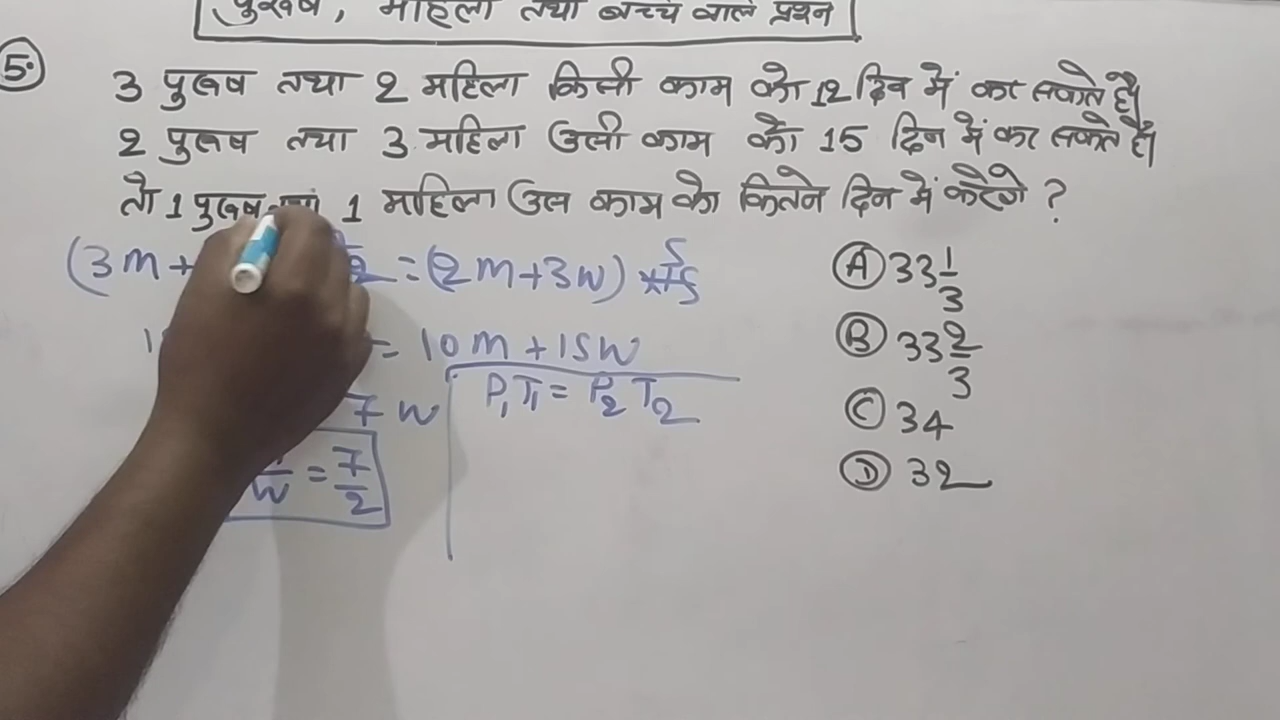 पुरुष, महिला तथा बच्चे वाले प्रश्न
5. 3 पुरुष तथा 2 महिला किसी काम को 12 दिन में कर सकते हैं।
2 पुरुष तथा 3 महिला उसी काम को 15 दिन में कर सकते हैं।
तो 1 पुरुष 1 महिला उस काम को कितने दिन में करेंगे ?
(3M+ = (2M+3W) * 15 5
= 10M+15W
7W
P₁T₁ = P₂T₂
W = 7/2
(A) 33 1/3
(B) 33 2/3
(C) 34
(D) 32